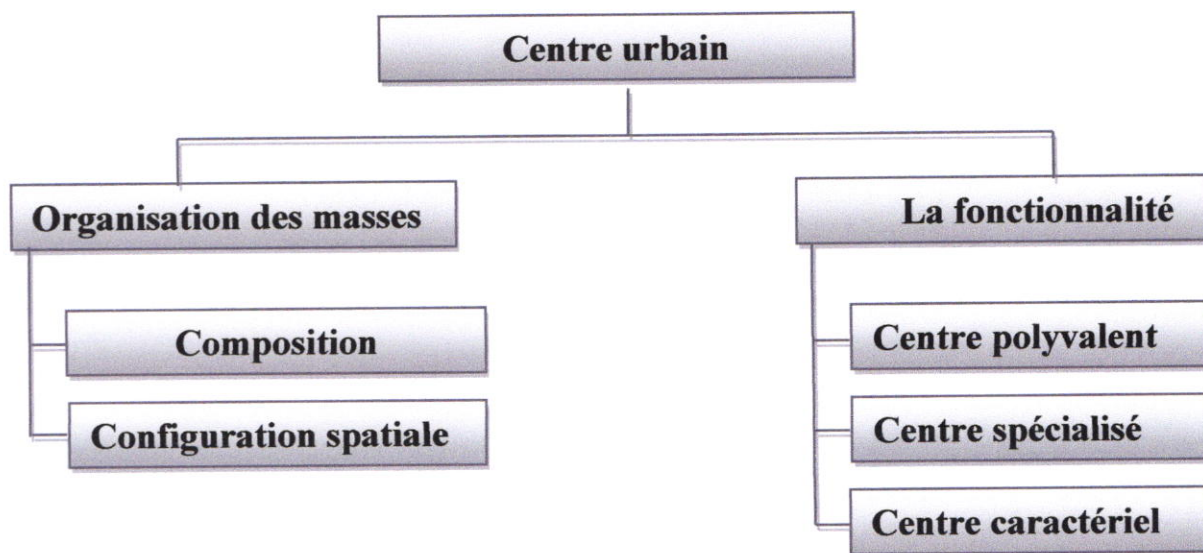 Centre urbain
Organisation des masses
La fonctionnalité
Composition
Configuration spatiale
Centre polyvalent
Centre spécialisé
Centre caractériel